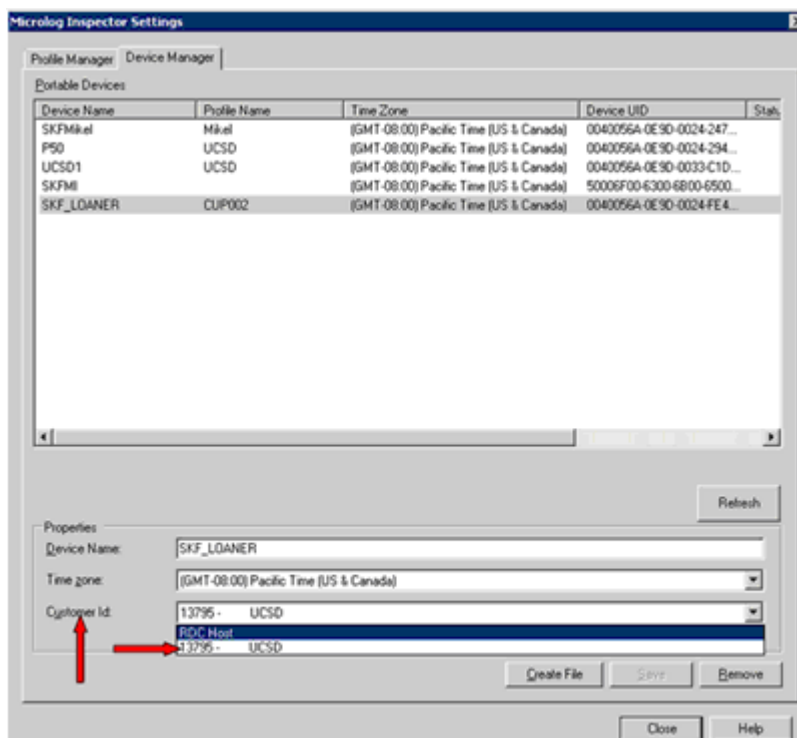 Microlog Inspector Settings
Profile Manager Device Manager
Portable Devices
Device Name Profile Name Time Zone Device UID Statu
SKFMikel Mikel (GMT-08:00) Pacific Time (US & Canada) 0040056A-0E9D-0024-247...
P50 UCSD (GMT-08:00) Pacific Time (US & Canada) 0040056A-0E9D-0024-294...
UCSD1 UCSD (GMT-08:00) Pacific Time (US & Canada) 0040056A-0E9D-0033-C1D...
SKFMI (GMT-08:00) Pacific Time (US & Canada) 50006F00-6300-6B00-6500...
SKF_LOANER CUP002 (GMT-08:00) Pacific Time (US & Canada) 0040056A-0E9D-0024-FE4...
Refresh
Properties
Device Name: SKF_LOANER
Time zone: (GMT-08:00) Pacific Time (US & Canada)
Customer Id: 13795 - UCSD
RDC Host
13795 - UCSD
Create File Save Remove
Close Help